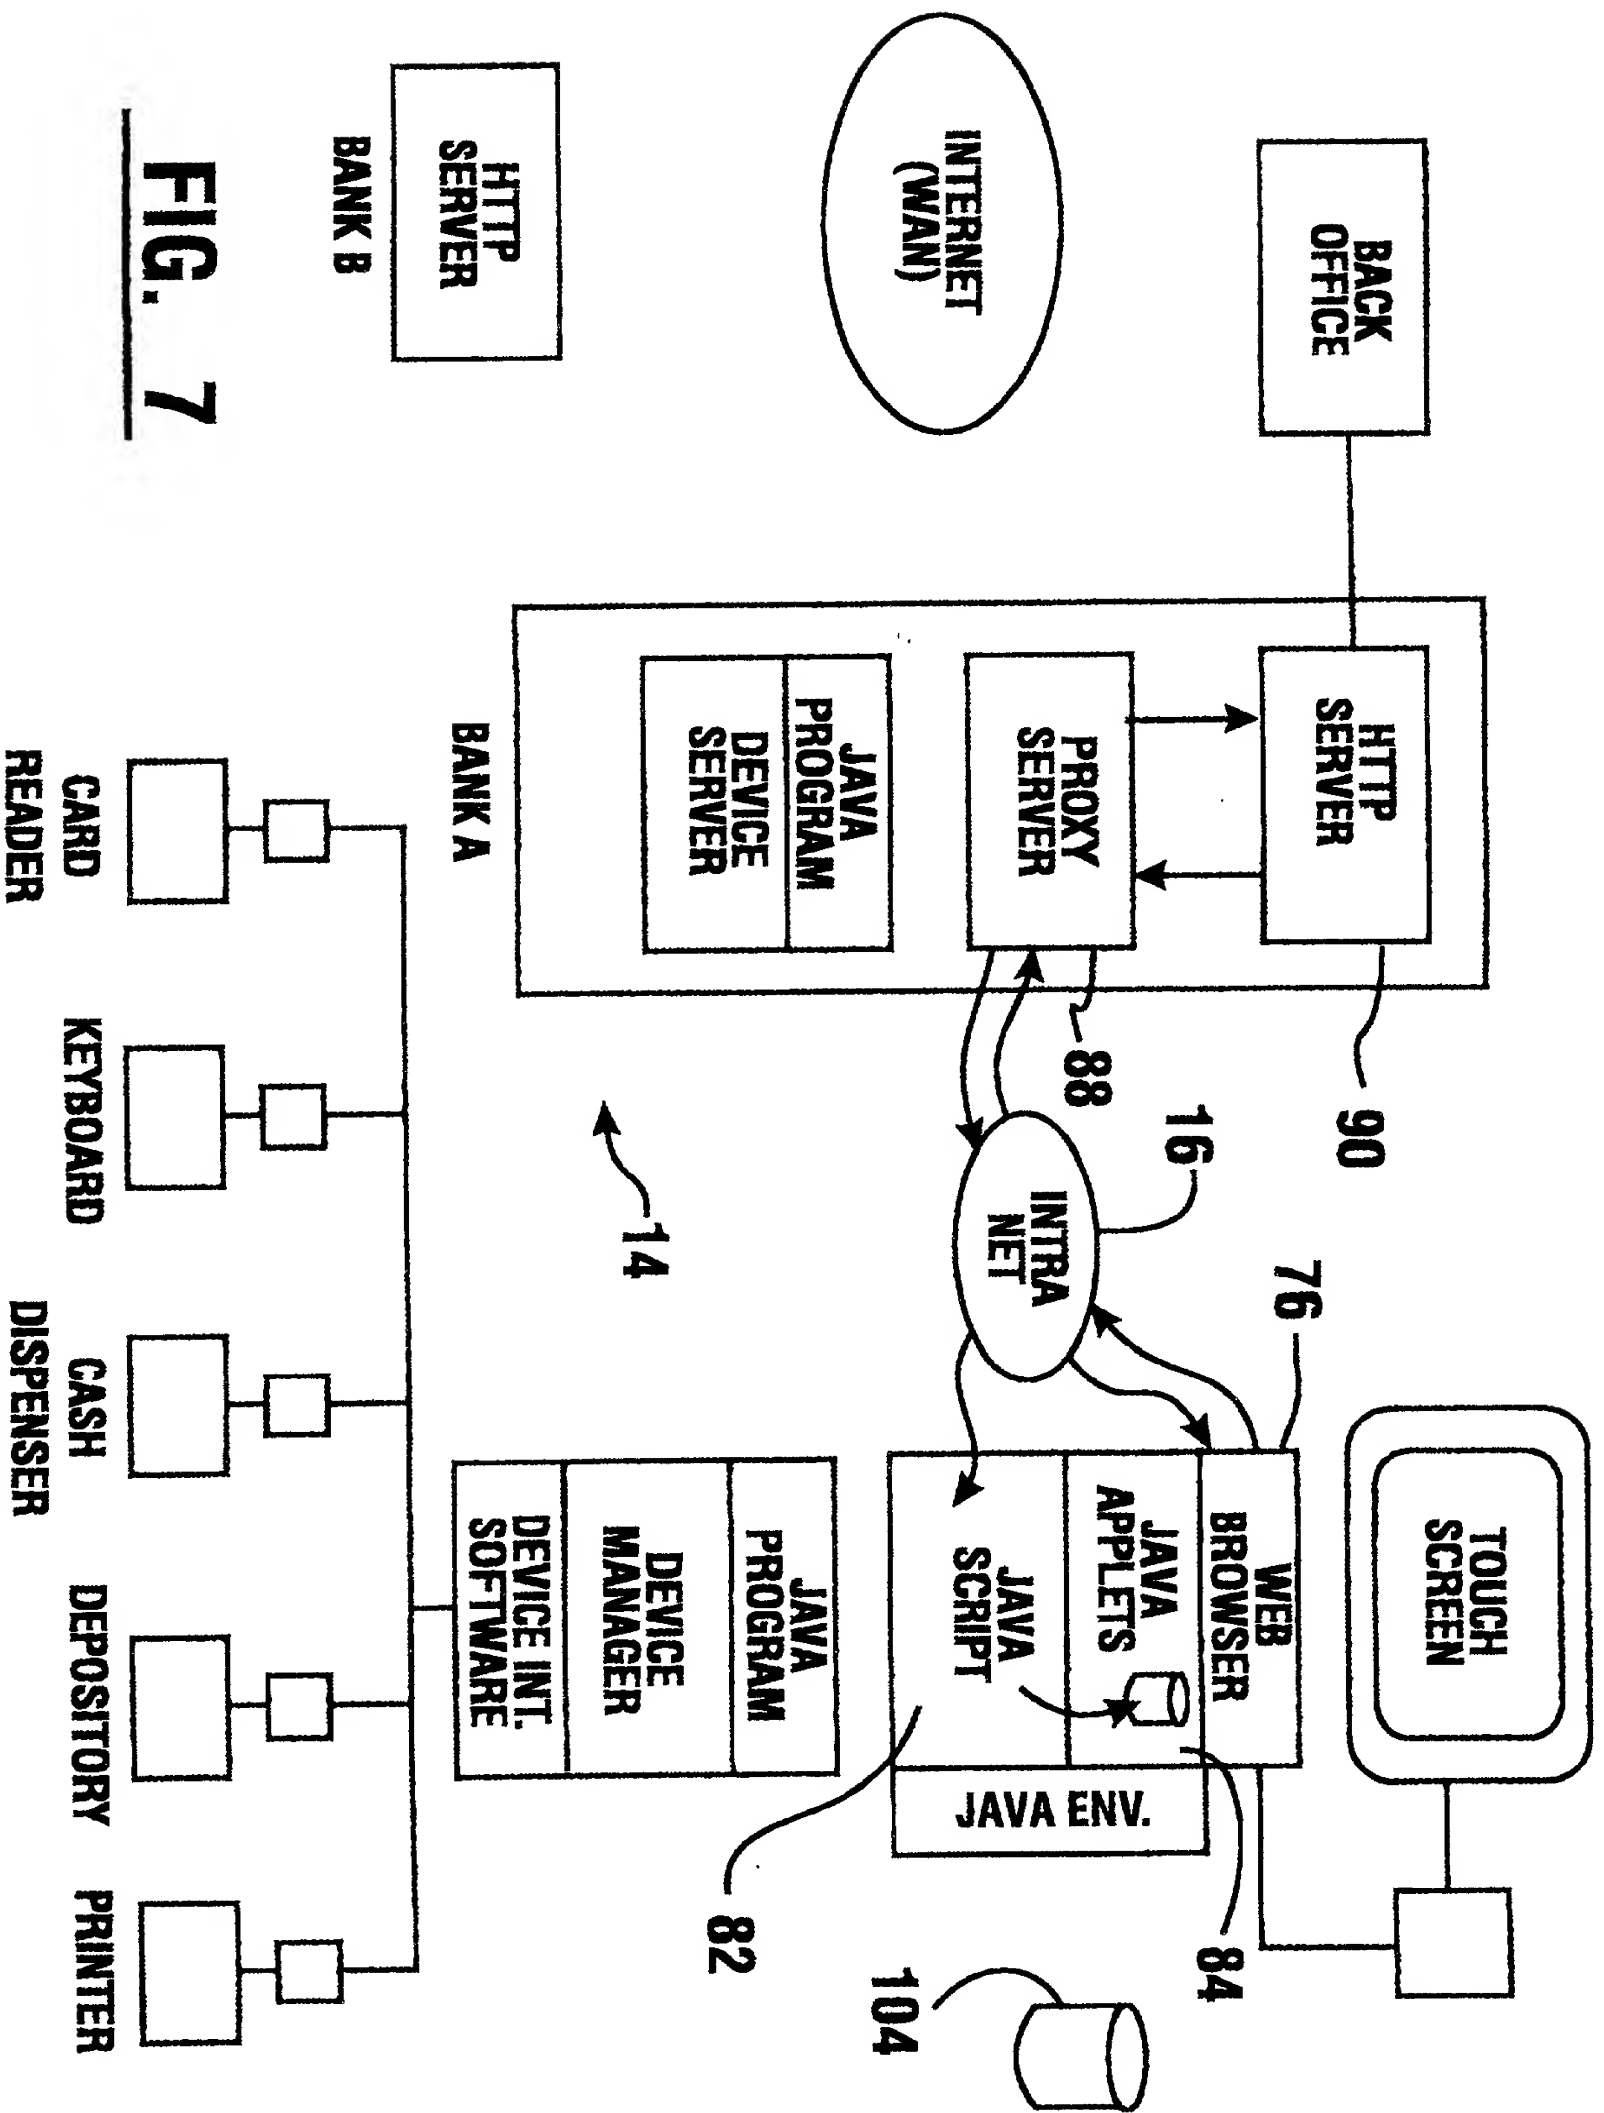 BACK
OFFICE
INTERNET
(WAN)
HTTP
SERVER
BANK B
HTTP
SERVER
90
PROXY
SERVER
88
JAVA
PROGRAM
DEVICE
SERVER
BANK A
16
INTRA
NET
14
76
TOUCH
SCREEN
WEB
BROWSER
JAVA
APPLETS
JAVA
SCRIPT
JAVA ENV.
84
82
104
JAVA
PROGRAM
DEVICE
MANAGER
DEVICE INT.
SOFTWARE
CARD
READER
KEYBOARD
CASH
DISPENSER
DEPOSITORY
PRINTER
FIG. 7